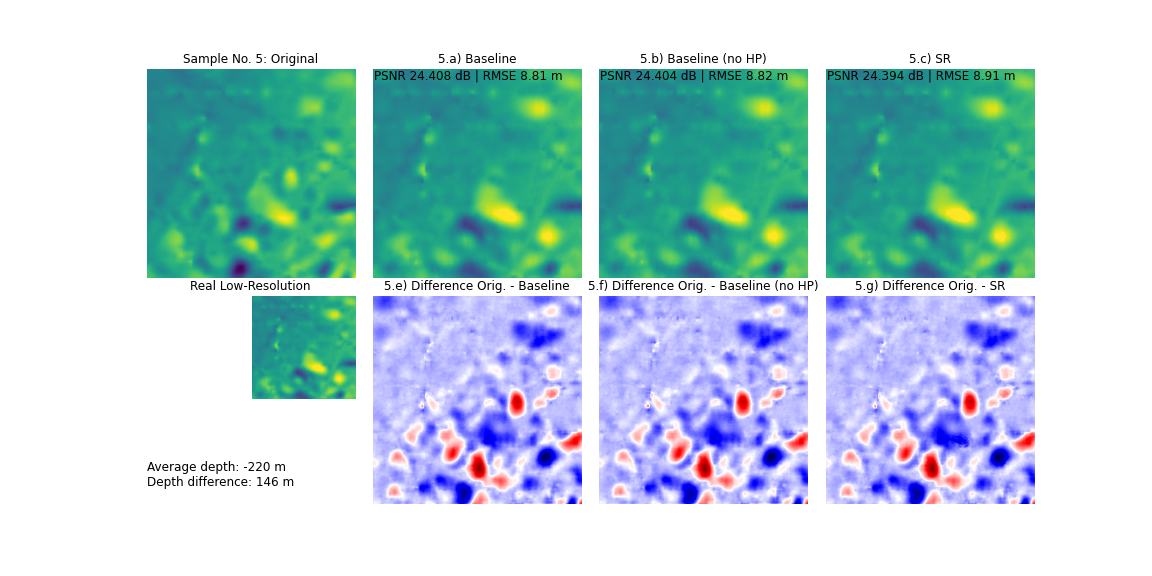 Sample No. 5: Original
5.a) Baseline
5.b) Baseline (no HP)
5.c) SR
PSNR 24.408 dB | RMSE 8.81 m
PSNR 24.404 dB | RMSE 8.82 m
PSNR 24.394 dB | RMSE 8.91 m
Real Low-Resolution
5.e) Difference Orig. - Baseline
5.f) Difference Orig. - Baseline (no HP)
5.g) Difference Orig. - SR
Average depth: -220 m
Depth difference: 146 m